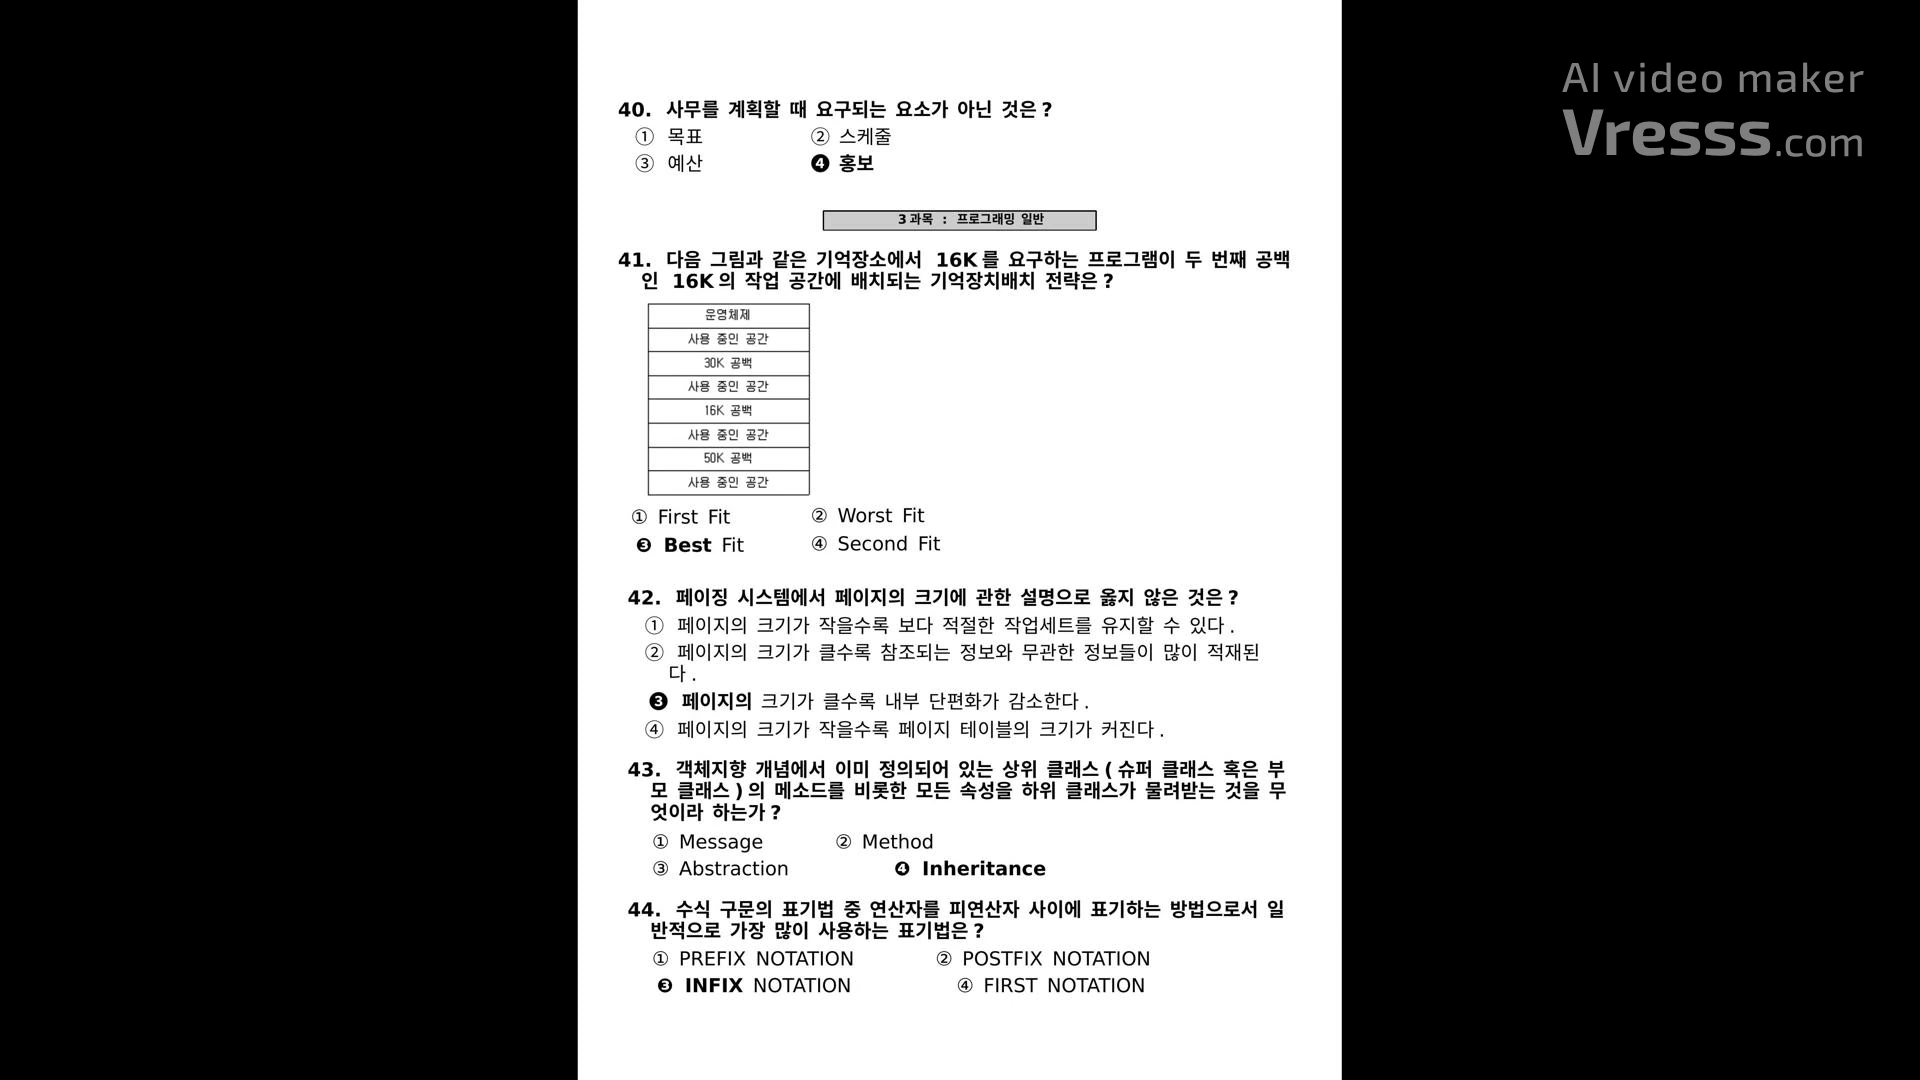 AI video maker
Vresss.com
40. 사무를 계획할 때 요구되는 요소가 아닌 것은?
① 목표 ② 스케줄
③ 예산 ❹ 홍보
3과목 : 프로그래밍 일반
41. 다음 그림과 같은 기억장소에서 16K를 요구하는 프로그램이 두 번째 공백
인 16K의 작업 공간에 배치되는 기억장치배치 전략은?
운영체제
사용 중인 공간
30K 공백
사용 중인 공간
16K 공백
사용 중인 공간
50K 공백
사용 중인 공간
① First Fit ② Worst Fit
❸ Best Fit ④ Second Fit
42. 페이징 시스템에서 페이지의 크기에 관한 설명으로 옳지 않은 것은?
① 페이지의 크기가 작을수록 보다 적절한 작업세트를 유지할 수 있다.
② 페이지의 크기가 클수록 참조되는 정보와 무관한 정보들이 많이 적재된
다.
❸ 페이지의 크기가 클수록 내부 단편화가 감소한다.
④ 페이지의 크기가 작을수록 페이지 테이블의 크기가 커진다.
43. 객체지향 개념에서 이미 정의되어 있는 상위 클래스(슈퍼 클래스 혹은 부
모 클래스)의 메소드를 비롯한 모든 속성을 하위 클래스가 물려받는 것을 무
엇이라 하는가?
① Message ② Method
③ Abstraction ❹ Inheritance
44. 수식 구문의 표기법 중 연산자를 피연산자 사이에 표기하는 방법으로서 일
반적으로 가장 많이 사용하는 표기법은?
① PREFIX NOTATION ② POSTFIX NOTATION
❸ INFIX NOTATION ④ FIRST NOTATION